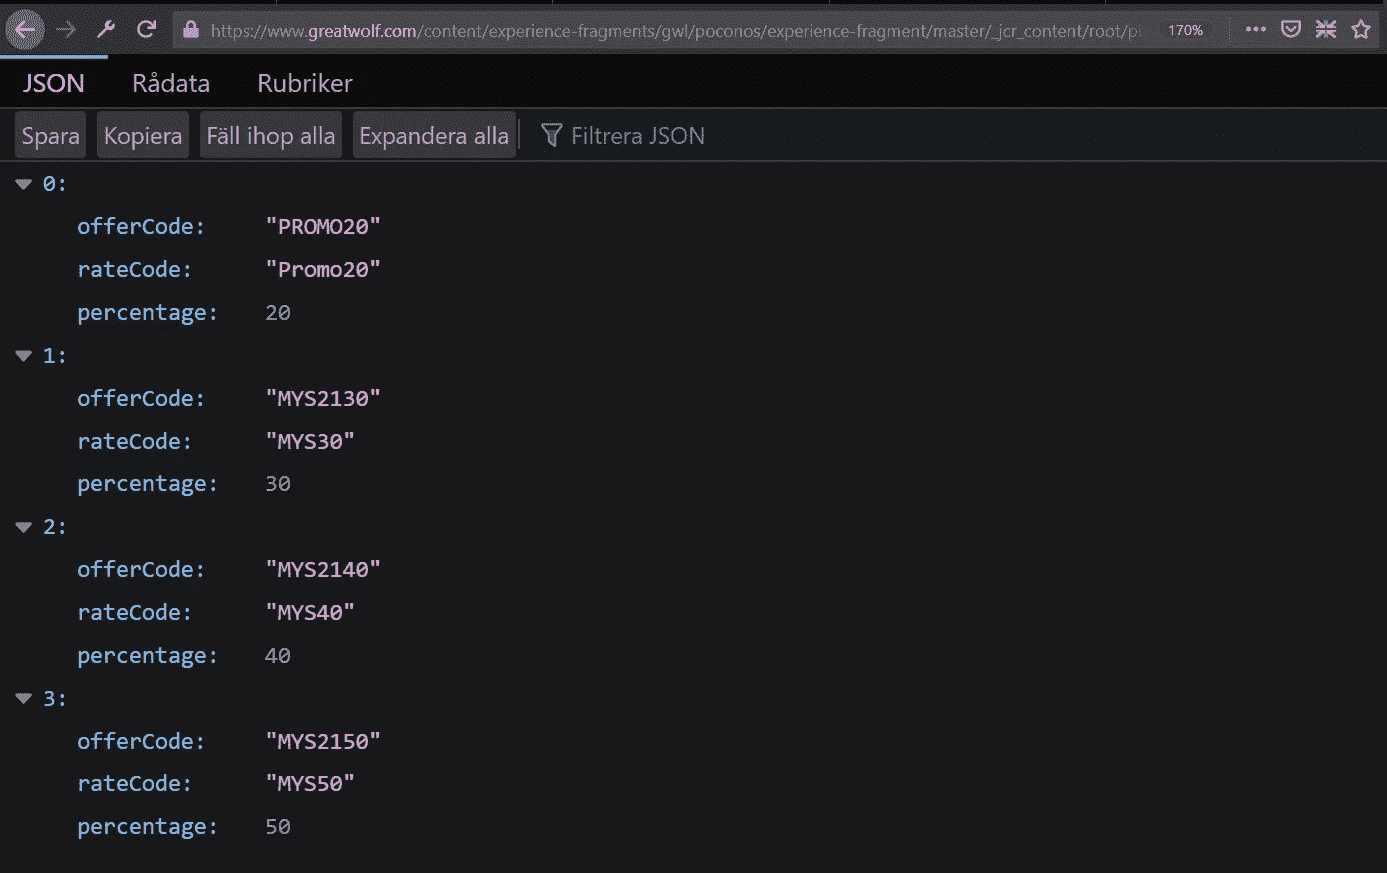 https://www.greatwolf.com/content/experience-fragments/gwl/poconos/experience-fragment/master/_jcr_content/root/p 170%
JSON Rådata Rubriker
Spara Kopiera Fäll ihop alla Expandera alla Filtrera JSON
0:
offerCode: "PROMO20"
rateCode: "Promo20"
percentage: 20
1:
offerCode: "MYS2130"
rateCode: "MYS30"
percentage: 30
2:
offerCode: "MYS2140"
rateCode: "MYS40"
percentage: 40
3:
offerCode: "MYS2150"
rateCode: "MYS50"
percentage: 50